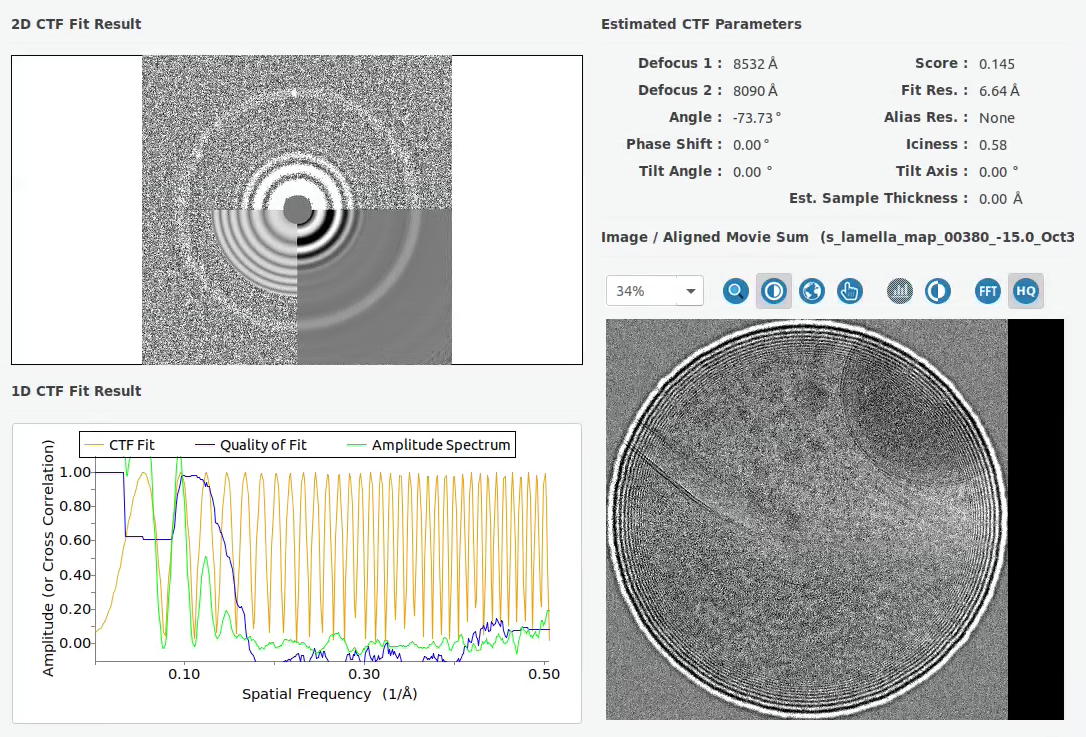 2D CTF Fit Result
Estimated CTF Parameters
Defocus 1 : 8532 Å
Score : 0.145
Defocus 2 : 8090 Å
Fit Res. : 6.64 Å
Angle : -73.73 °
Alias Res. : None
Phase Shift : 0.00 °
Iciness : 0.58
Tilt Angle : 0.00 °
Tilt Axis : 0.00 °
Est. Sample Thickness : 0.00 Å
Image / Aligned Movie Sum (s_lamella_map_00380_-15.0_Oct3
34%
FFT
HQ
1D CTF Fit Result
CTF Fit
Quality of Fit
Amplitude Spectrum
Amplitude (or Cross Correlation)
1.00
0.80
0.60
0.40
0.20
0.00
0.10
0.30
0.50
Spatial Frequency (1/Å)